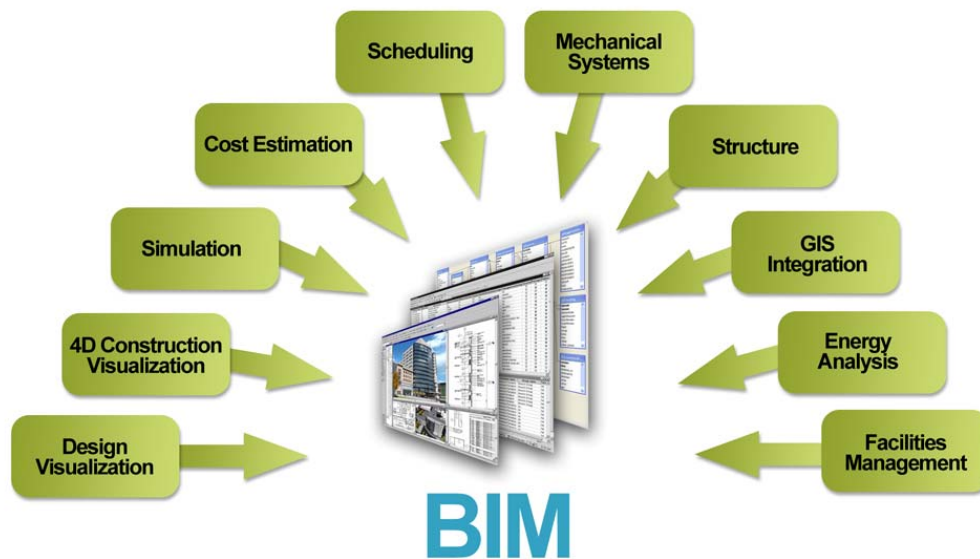 Scheduling
Mechanical
Systems
Cost Estimation
Structure
Simulation
GIS
Integration
4D Construction
Visualization
Energy
Analysis
Design
Visualization
Facilities
Management
BIM